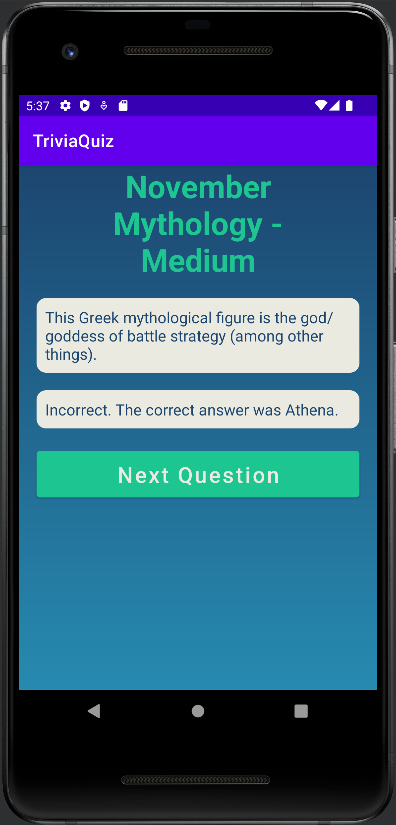 5:37
TriviaQuiz
November
Mythology -
Medium
This Greek mythological figure is the god/
goddess of battle strategy (among other
things).
Incorrect. The correct answer was Athena.
Next Question